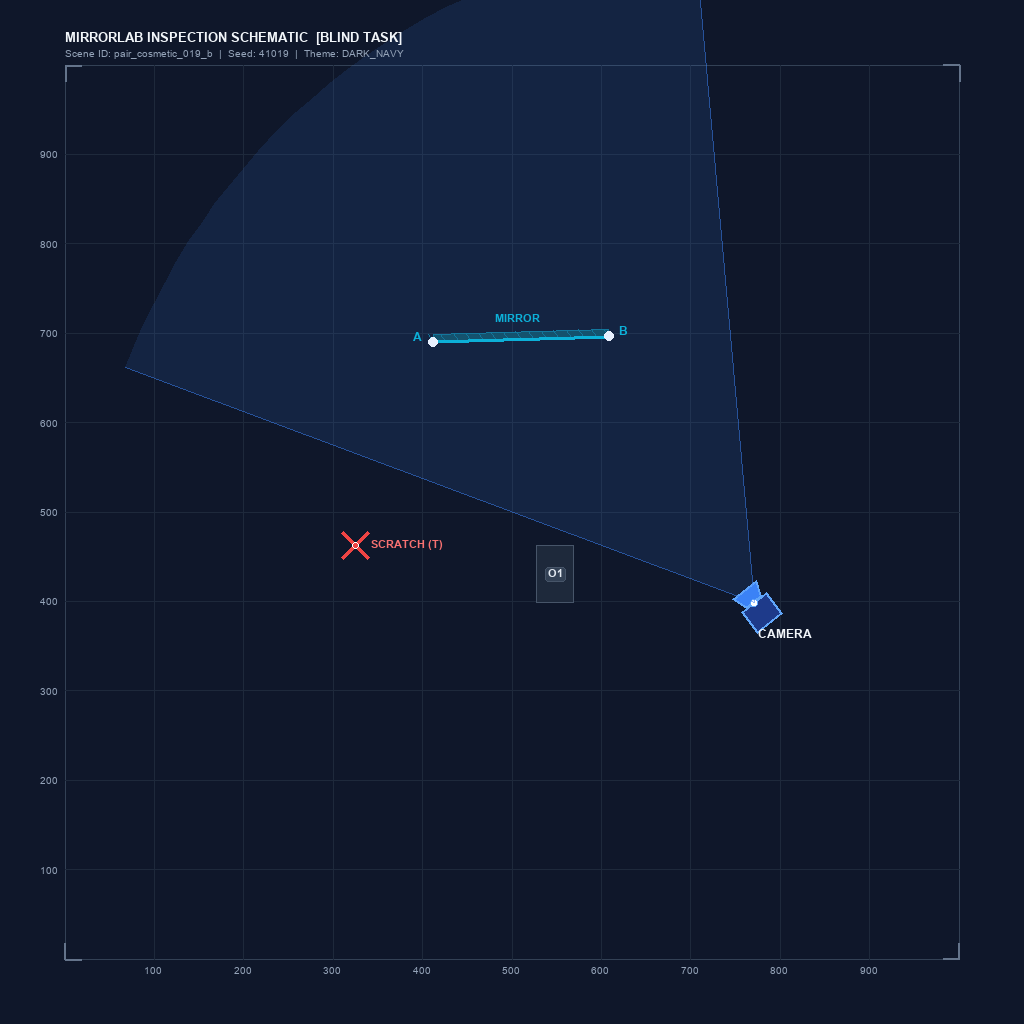 MIRRORLAB INSPECTION SCHEMATIC [BLIND TASK]
Scene ID: pair_cosmetic_019_b | Seed: 41019 | Theme: DARK_NAVY
900
800
700
600
500
400
300
200
100
MIRROR
A
B
SCRATCH (T)
O1
CAMERA
100 200 300 400 500 600 700 800 900